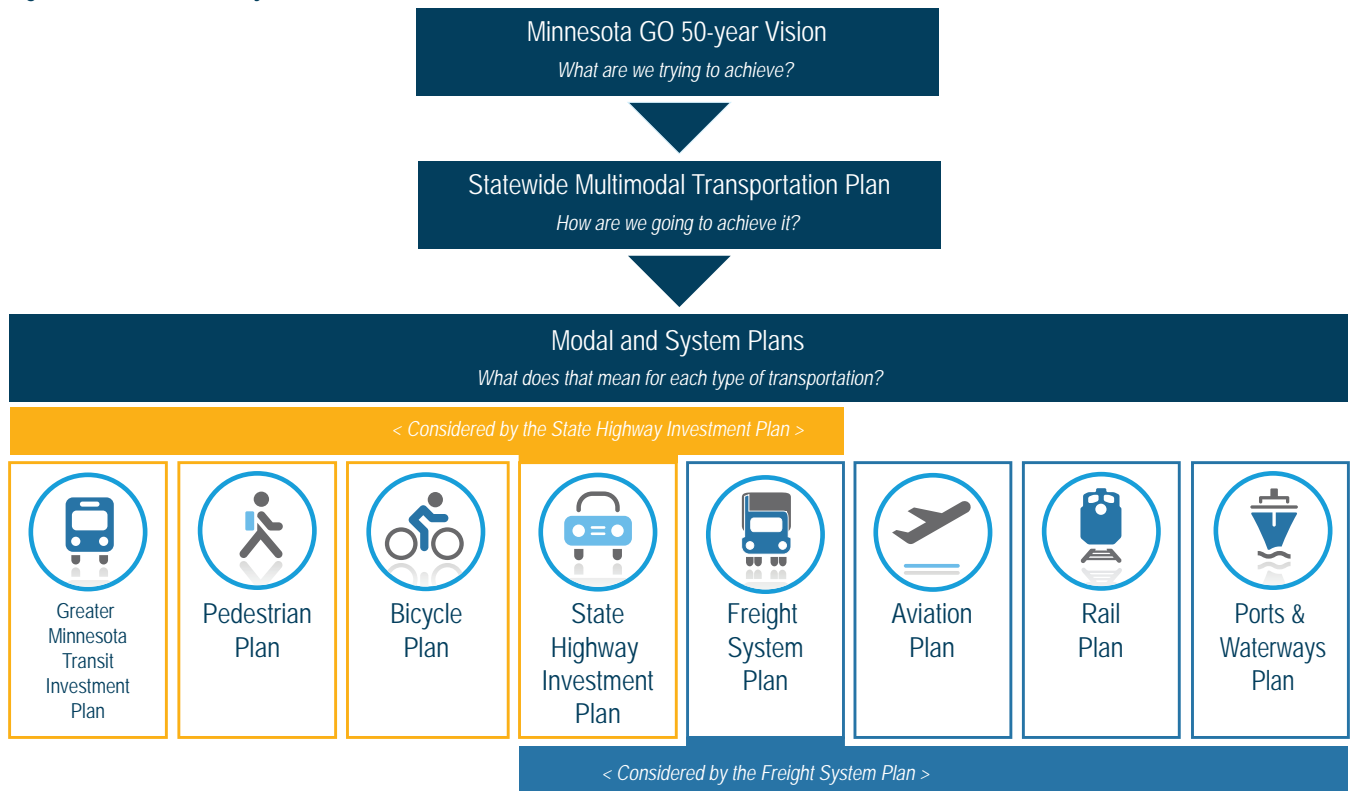 Minnesota GO 50-year Vision
What are we trying to achieve?
Statewide Multimodal Transportation Plan
How are we going to achieve it?
Modal and System Plans
What does that mean for each type of transportation?
< Considered by the State Highway Investment Plan >
Greater
Minnesota
Transit
Investment
Plan
Pedestrian
Plan
Bicycle
Plan
State
Highway
Investment
Plan
Freight
System
Plan
Aviation
Plan
Rail
Plan
Ports &
Waterways
Plan
< Considered by the Freight System Plan >